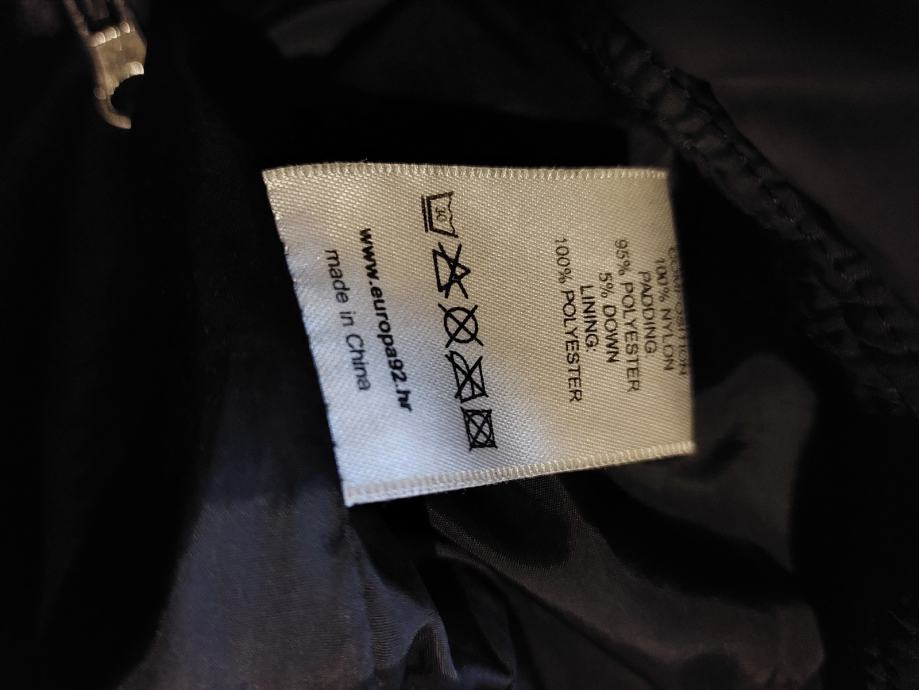 COMPOSITION
100% NYLON
PADDING
95% POLYESTER
5% DOWN
LINING:
100% POLYESTER
30
www.europa92.hr
made in China